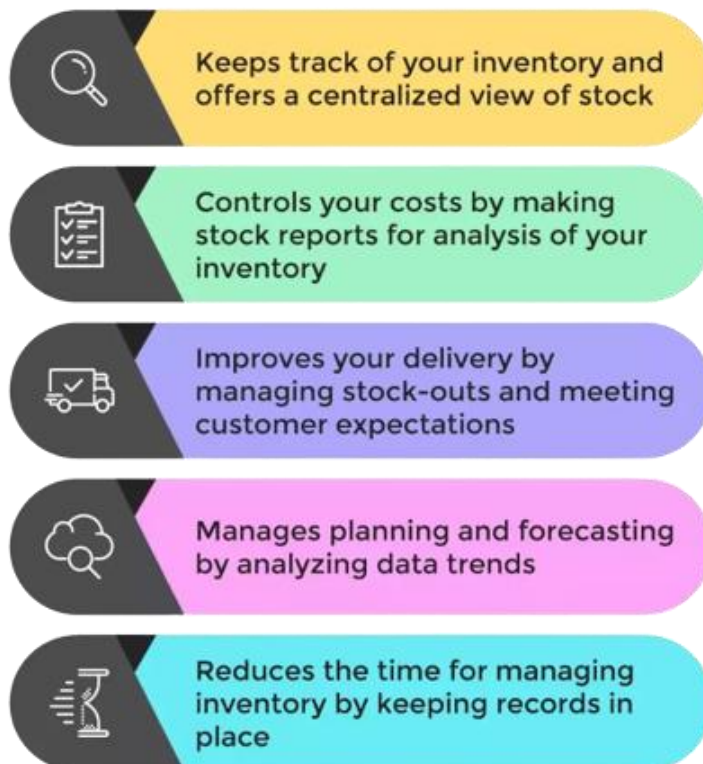 Keeps track of your inventory and
offers a centralized view of stock
Controls your costs by making
stock reports for analysis of your
inventory
Improves your delivery by
managing stock-outs and meeting
customer expectations
Manages planning and forecasting
by analyzing data trends
Reduces the time for managing
inventory by keeping records in
place